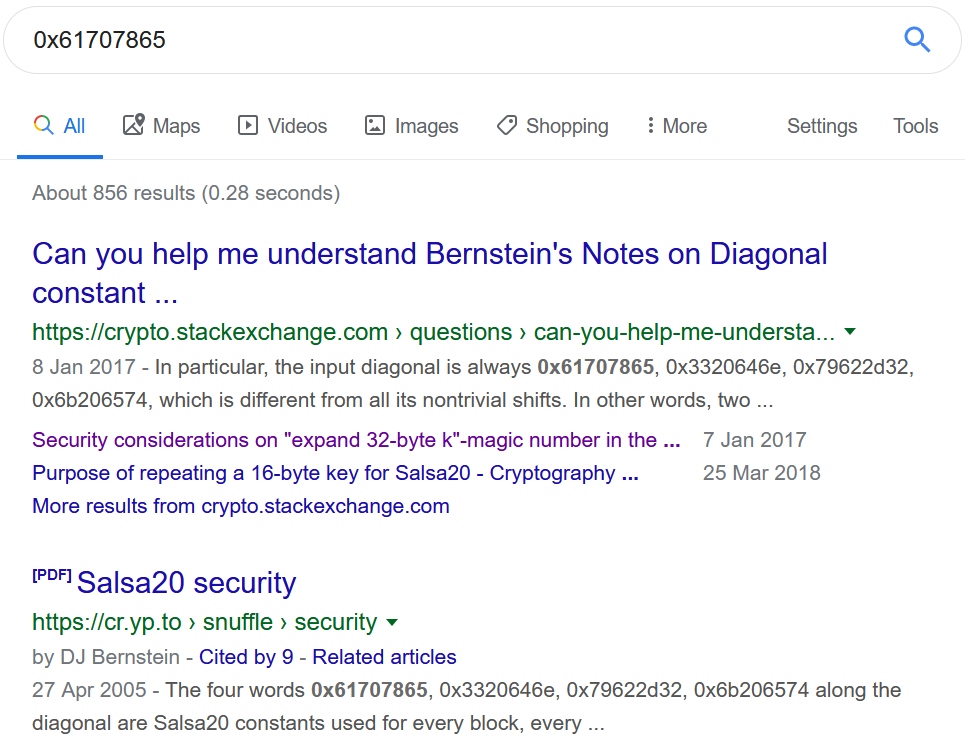 0x61707865
All Maps Videos Images Shopping More Settings Tools
About 856 results (0.28 seconds)
Can you help me understand Bernstein's Notes on Diagonal
constant ...
https://crypto.stackexchange.com › questions › can-you-help-me-understa...
8 Jan 2017 - In particular, the input diagonal is always 0x61707865, 0x3320646e, 0x79622d32,
0x6b206574, which is different from all its nontrivial shifts. In other words, two ...
Security considerations on "expand 32-byte k"-magic number in the ... 7 Jan 2017
Purpose of repeating a 16-byte key for Salsa20 - Cryptography ... 25 Mar 2018
More results from crypto.stackexchange.com
[PDF] Salsa20 security
https://cr.yp.to › snuffle › security
by DJ Bernstein - Cited by 9 - Related articles
27 Apr 2005 - The four words 0x61707865, 0x3320646e, 0x79622d32, 0x6b206574 along the
diagonal are Salsa20 constants used for every block, every ...